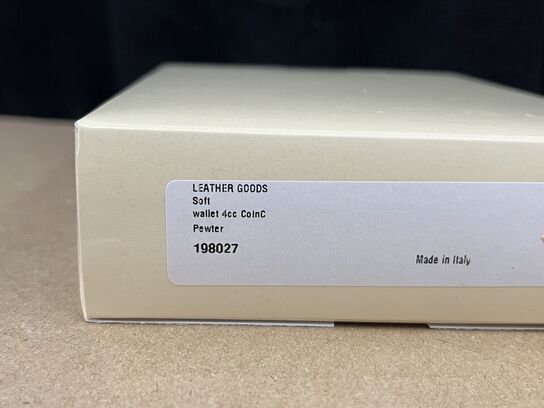 LEATHER GOODS
Soft
wallet 4cc CoinC
Pewter
198027
Made in Italy